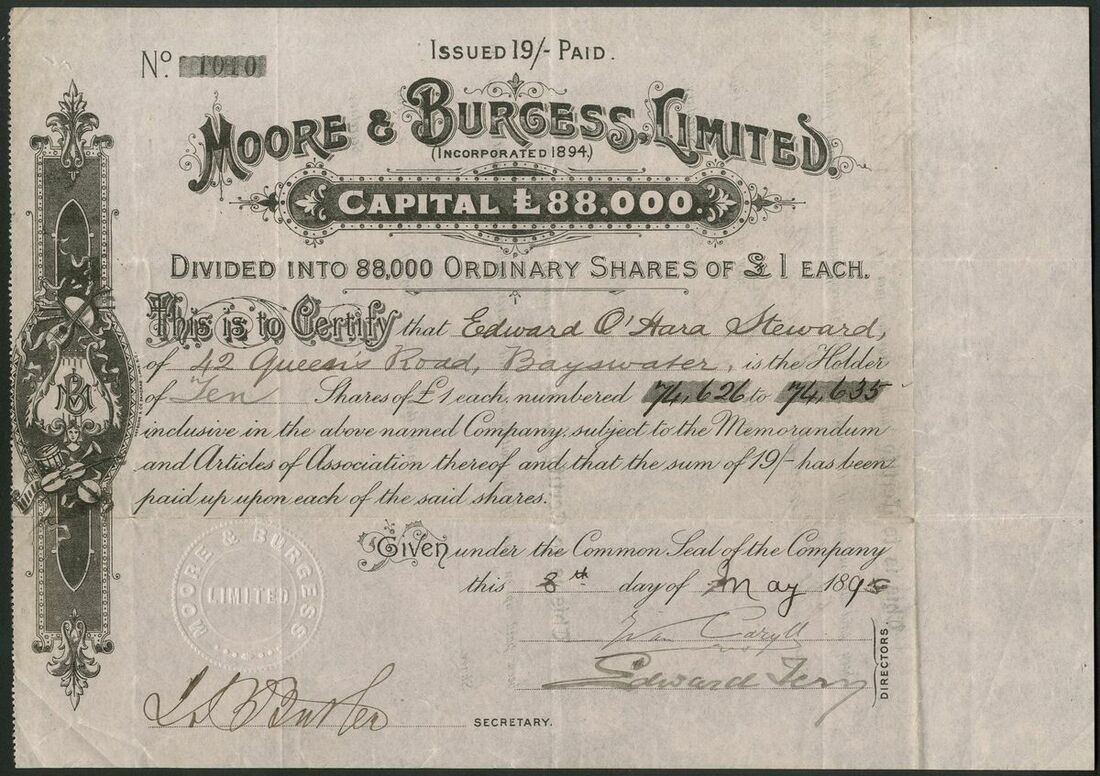 ISSUED 19/- PAID.
Nº 1010
MOORE & BURGESS, LIMITED.
(INCORPORATED 1894.)
CAPITAL £88.000.
DIVIDED INTO 88,000 ORDINARY SHARES OF £1 EACH.
This is to Certify that Edward O'Hara Steward,
of 42 Queen's Road, Bayswater, is the Holder
of Ten Shares of £1 each, numbered 74,626 to 74,635
inclusive in the above named Company, subject to the Memorandum
and Articles of Association thereof and that the sum of 19/- has been
paid up upon each of the said shares.
Given under the Common Seal of the Company
this 8th day of May 189
MOORE & BURGESS
LIMITED
Ivan Caryll
Edward Terry
DIRECTORS.
SECRETARY.
MB